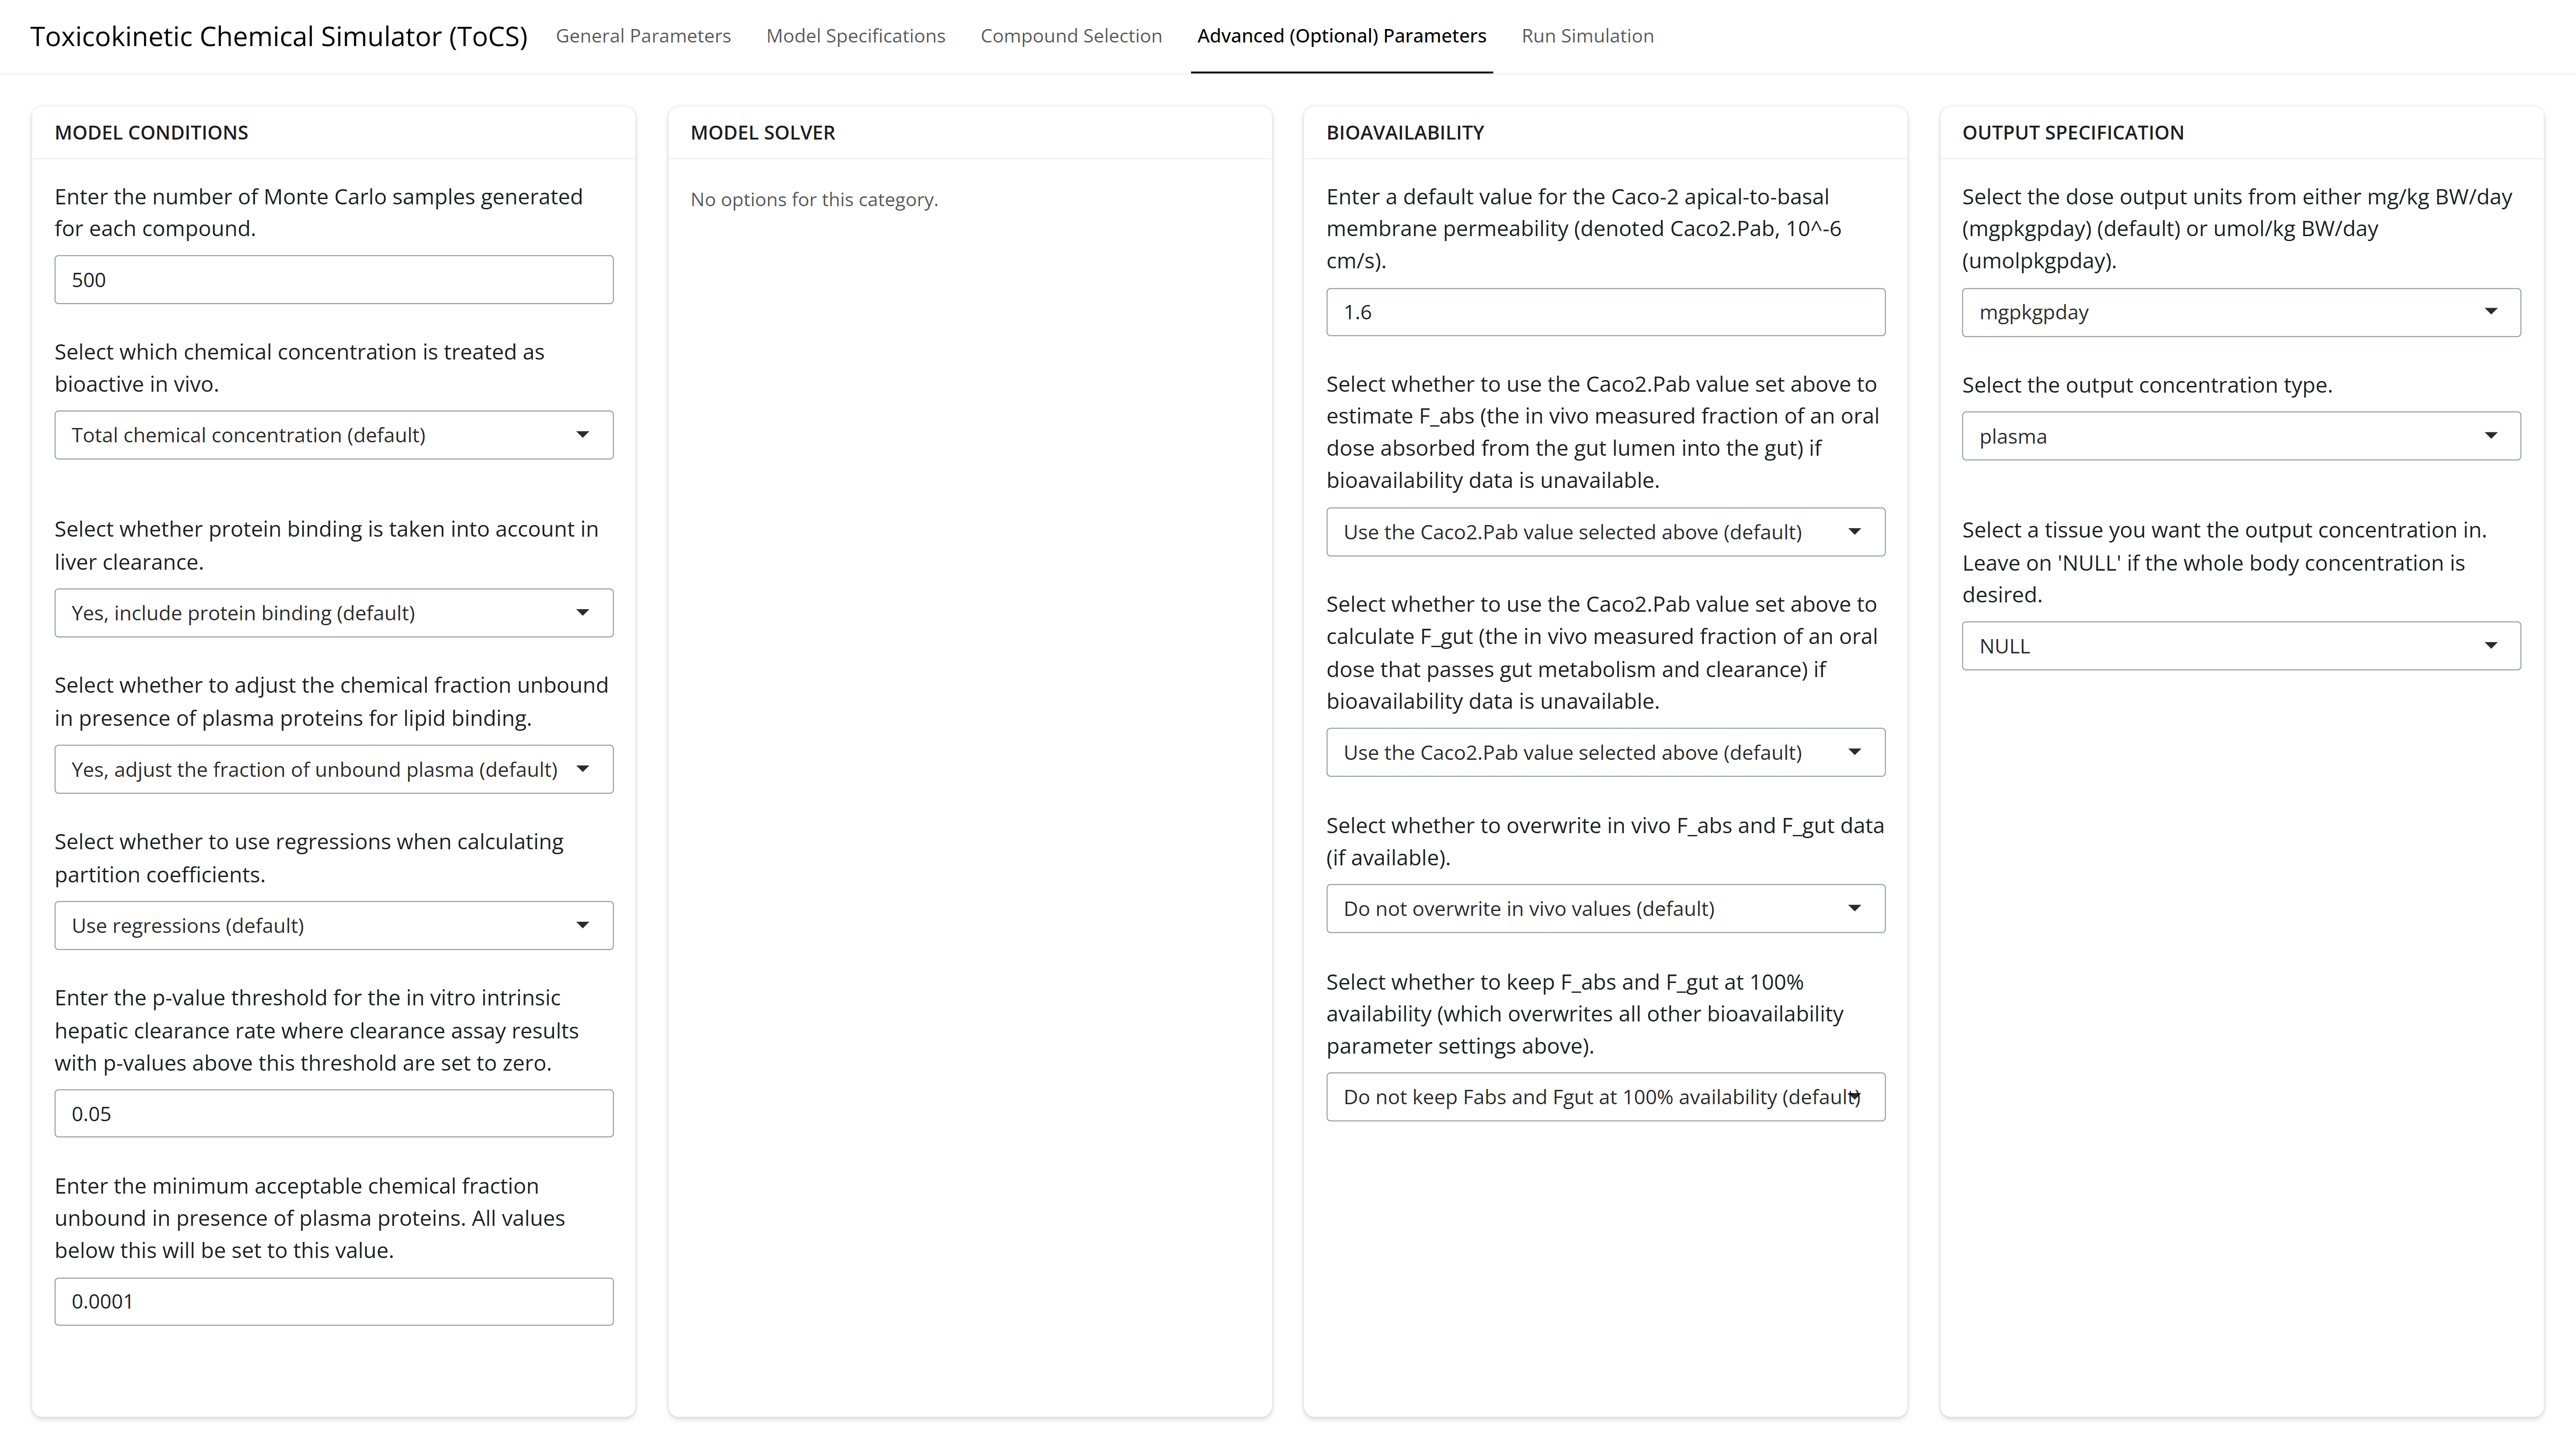 Toxicokinetic Chemical Simulator (ToCS)
General Parameters
Model Specifications
Compound Selection
Advanced (Optional) Parameters
Run Simulation
MODEL CONDITIONS
Enter the number of Monte Carlo samples generated
for each compound.
500
Select which chemical concentration is treated as
bioactive in vivo.
Total chemical concentration (default)
Select whether protein binding is taken into account in
liver clearance.
Yes, include protein binding (default)
Select whether to adjust the chemical fraction unbound
in presence of plasma proteins for lipid binding.
Yes, adjust the fraction of unbound plasma (default)
Select whether to use regressions when calculating
partition coefficients.
Use regressions (default)
Enter the p-value threshold for the in vitro intrinsic
hepatic clearance rate where clearance assay results
with p-values above this threshold are set to zero.
0.05
Enter the minimum acceptable chemical fraction
unbound in presence of plasma proteins. All values
below this will be set to this value.
0.0001
MODEL SOLVER
No options for this category.
BIOAVAILABILITY
Enter a default value for the Caco-2 apical-to-basal
membrane permeability (denoted Caco2.Pab, 10^-6
cm/s).
1.6
Select whether to use the Caco2.Pab value set above to
estimate F_abs (the in vivo measured fraction of an oral
dose absorbed from the gut lumen into the gut) if
bioavailability data is unavailable.
Use the Caco2.Pab value selected above (default)
Select whether to use the Caco2.Pab value set above to
calculate F_gut (the in vivo measured fraction of an oral
dose that passes gut metabolism and clearance) if
bioavailability data is unavailable.
Use the Caco2.Pab value selected above (default)
Select whether to overwrite in vivo F_abs and F_gut data
(if available).
Do not overwrite in vivo values (default)
Select whether to keep F_abs and F_gut at 100%
availability (which overwrites all other bioavailability
parameter settings above).
Do not keep Fabs and Fgut at 100% availability (default)
OUTPUT SPECIFICATION
Select the dose output units from either mg/kg BW/day
(mgpkgpday) (default) or umol/kg BW/day
(umolpkgpday).
mgpkgpday
Select the output concentration type.
plasma
Select a tissue you want the output concentration in.
Leave on 'NULL' if the whole body concentration is
desired.
NULL